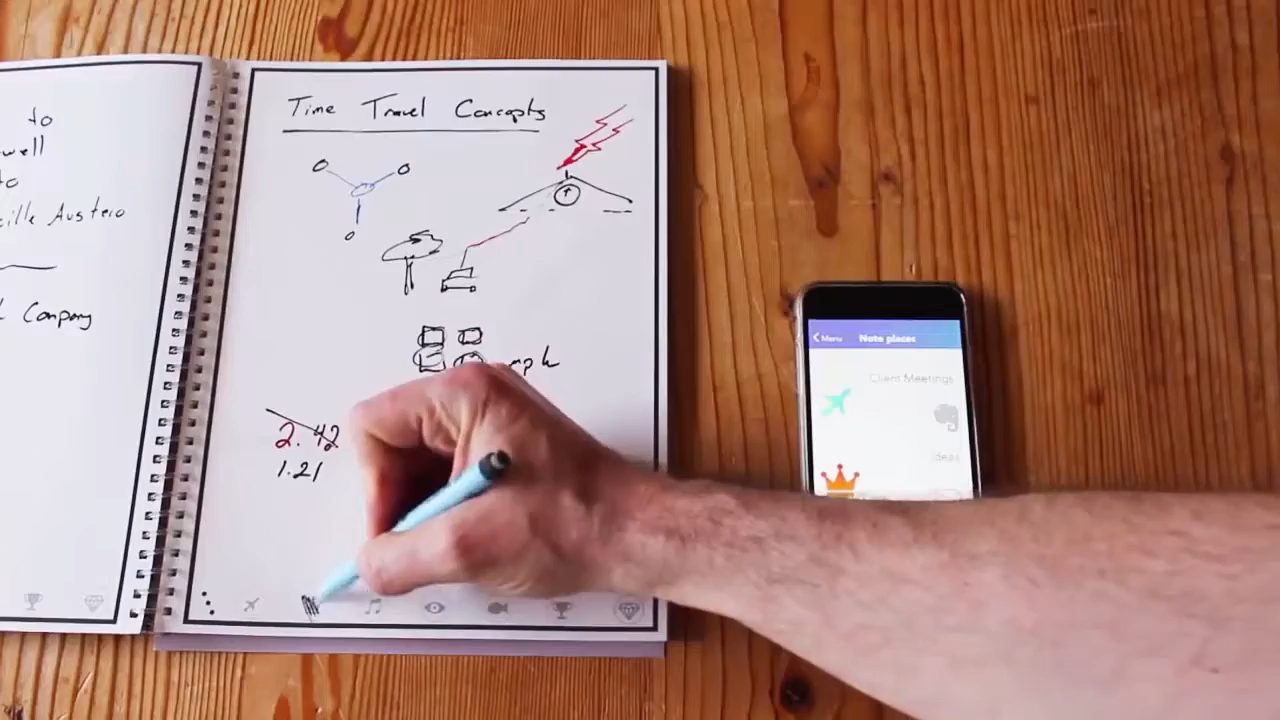 to
well
to
eille Austero
Company
Time Travel Concepts
mph
2.42
1.21
Menu
Note places
Client Meetings
Ideas